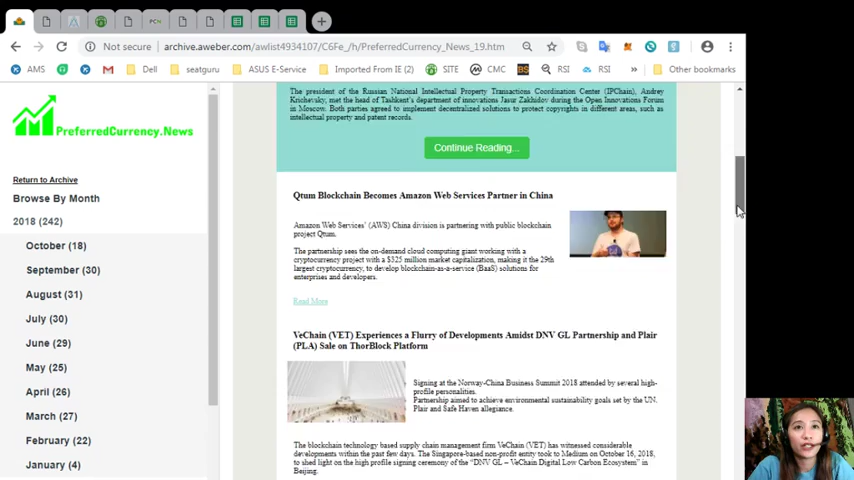 PCN
Not secure
archive.aweber.com/awlist4934107/C6Fe_/h/PreferredCurrency_News_19.htm
AMS
Dell
seatguru
ASUS E-Service
Imported From IE (2)
SITE
CMC
BS
RSI
RSI
»
Other bookmarks
PreferredCurrency.News
Return to Archive
Browse By Month
2018 (242)
October (18)
September (30)
August (31)
July (30)
June (29)
May (25)
April (26)
March (27)
February (22)
January (4)
The president of the Russian National Intellectual Property Transactions Coordination Center (IPChain), Andrey
Krichevsky, met the head of Tashkent's department of innovations Jasur Zakhidov during the Open Innovations Forum
in Moscow. Both parties agreed to implement decentralized solutions to protect copyrights in different areas, such as
intellectual property and patent records.
Continue Reading...
Qtum Blockchain Becomes Amazon Web Services Partner in China
Amazon Web Services' (AWS) China division is partnering with public blockchain
project Qtum.
The partnership sees the on-demand cloud computing giant working with a
cryptocurrency project with a $325 million market capitalization, making it the 29th
largest cryptocurrency, to develop blockchain-as-a-service (BaaS) solutions for
enterprises and developers.
Read More
VeChain (VET) Experiences a Flurry of Developments Amidst DNV GL Partnership and Plair
(PLA) Sale on ThorBlock Platform
Signing at the Norway-China Business Summit 2018 attended by several high-
profile personalities.
Partnership aimed to achieve environmental sustainability goals set by the UN.
Plair and Safe Haven allegiance.
The blockchain technology based supply chain management firm VeChain (VET) has witnessed considerable
developments within the past few days. The Singapore-based non-profit entity took to Medium on October 16, 2018,
to shed light on the high profile signing ceremony of the "DNV GL – VeChain Digital Low Carbon Ecosystem" in
Beijing.